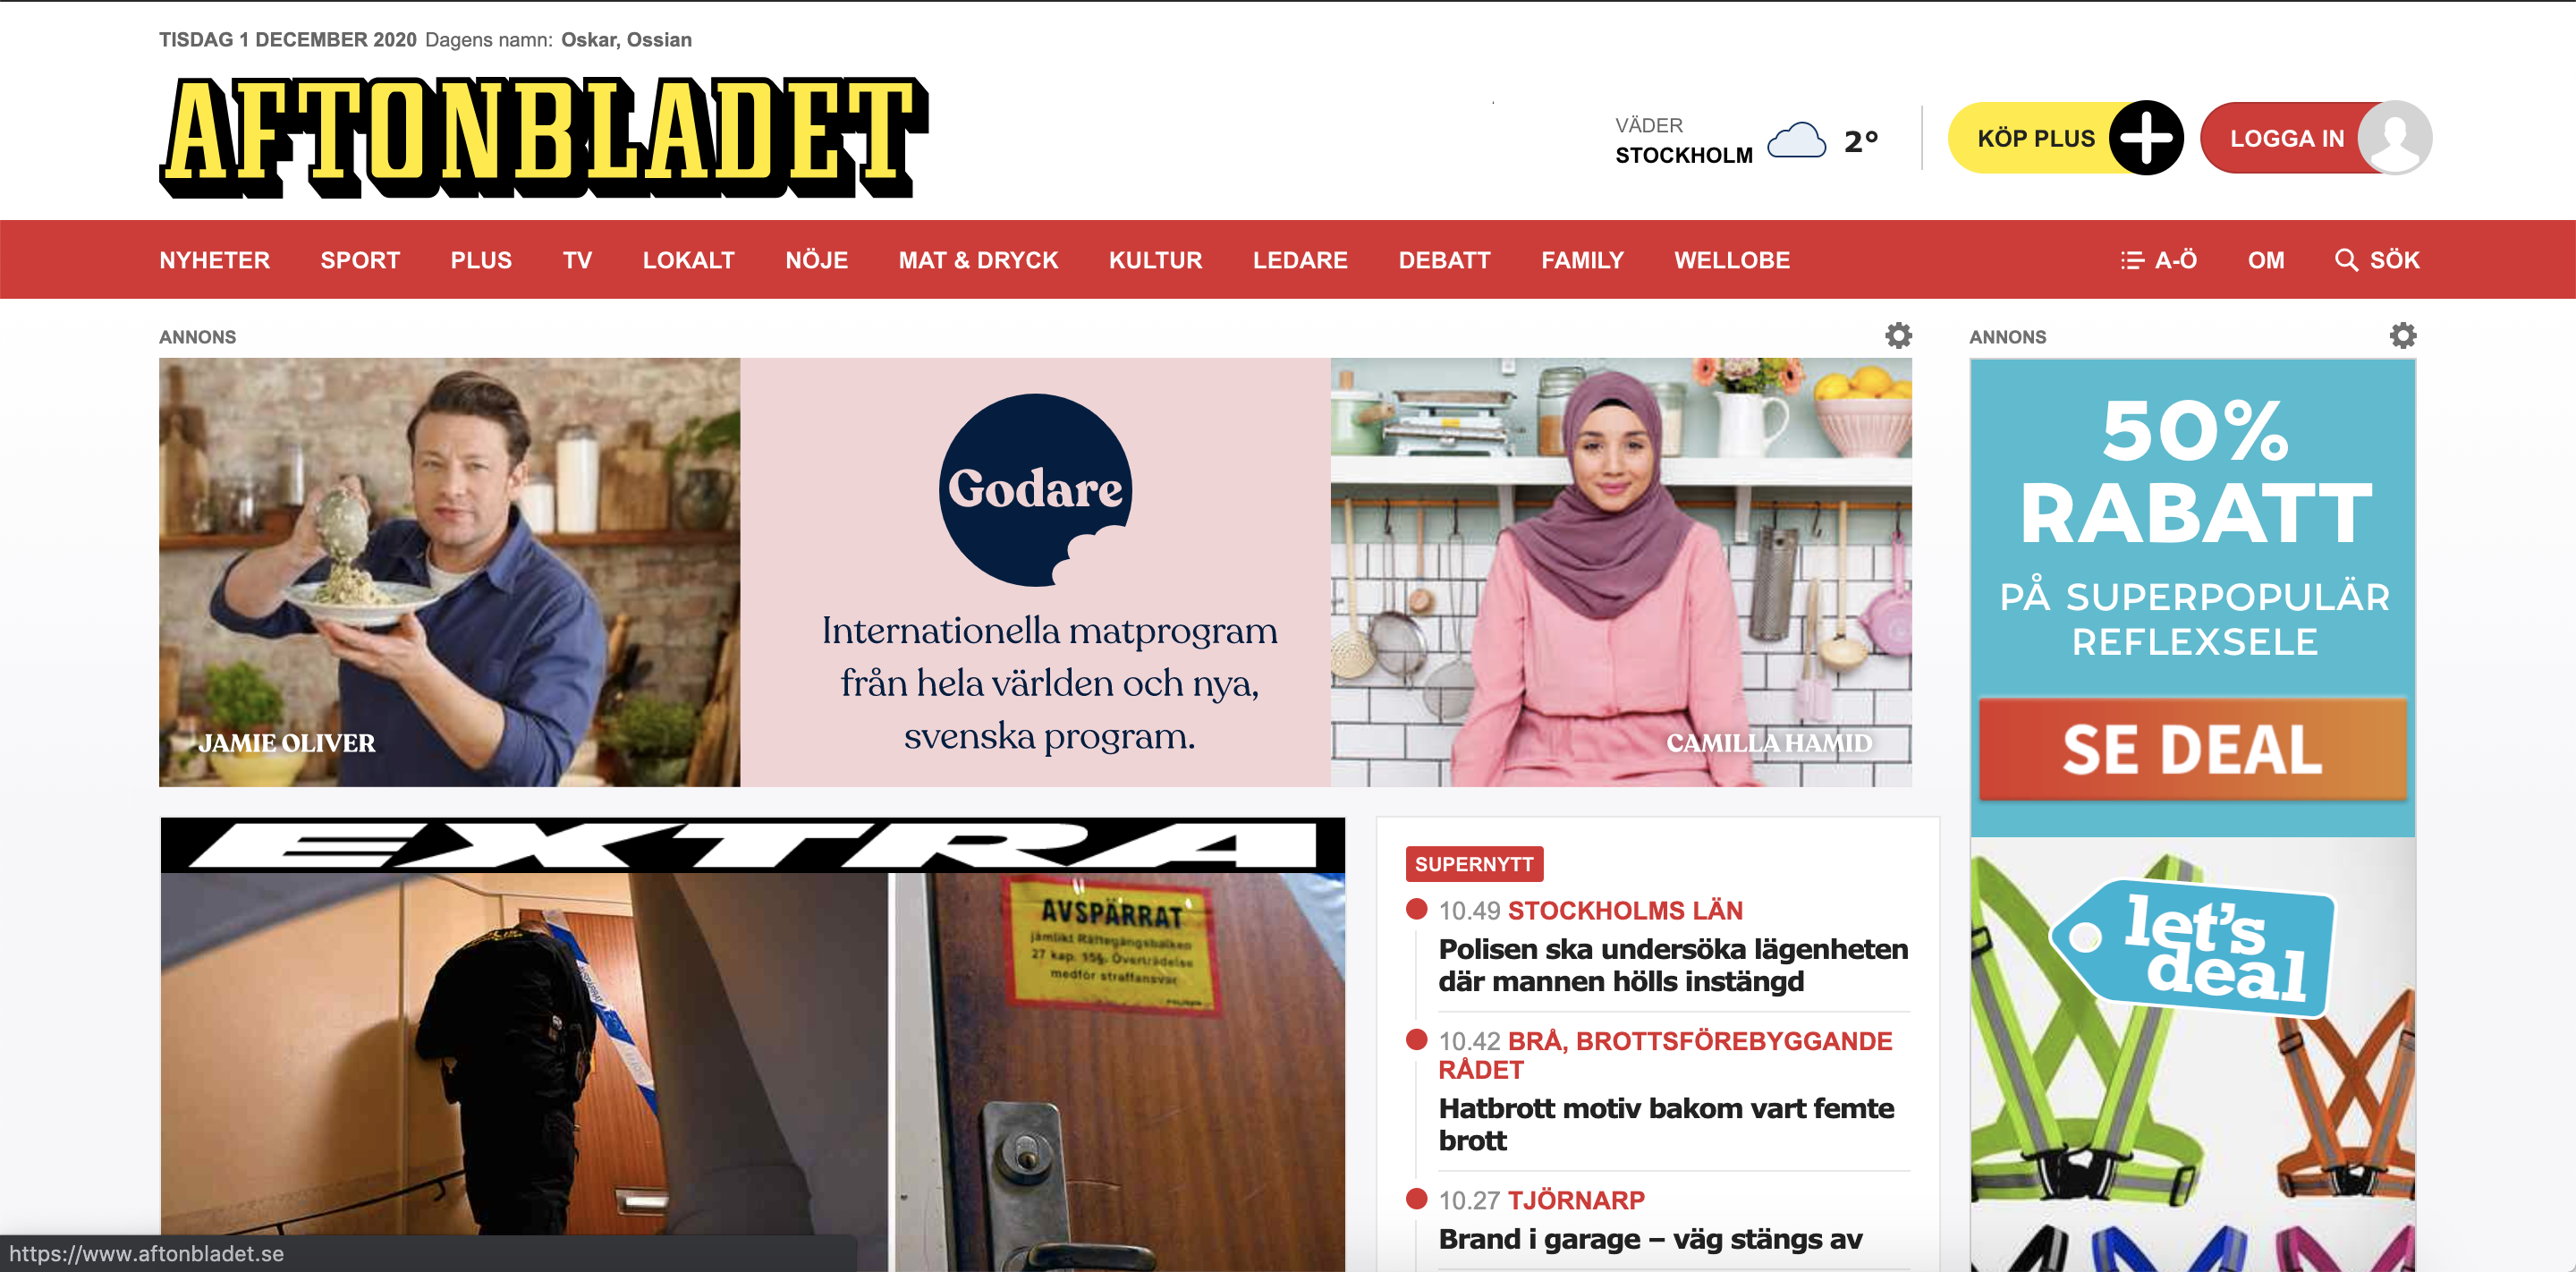 TISDAG 1 DECEMBER 2020 Dagens namn: Oskar, Ossian
AFTONBLADET
VÄDER
STOCKHOLM
2°
KÖP PLUS
LOGGA IN
NYHETER SPORT PLUS TV LOKALT NÖJE MAT & DRYCK KULTUR LEDARE DEBATT FAMILY WELLOBE A-Ö OM SÖK
ANNONS
JAMIE OLIVER
Godare
Internationella matprogram
från hela världen och nya,
svenska program.
CAMILLA HAMID
ANNONS
50%
RABATT
PÅ SUPERPOPULÄR
REFLEXSELE
SE DEAL
let's
deal
EXTRA
AVSPÄRRAT
jämlikt Rättegångsbalken
27 kap. 15§. Överträdelse
medför straffansvar
POLISEN
SUPERNYTT
10.49 STOCKHOLMS LÄN
Polisen ska undersöka lägenheten
där mannen hölls instängd
10.42 BRÅ, BROTTSFÖREBYGGANDE
RÅDET
Hatbrott motiv bakom vart femte
brott
10.27 TJÖRNARP
Brand i garage – väg stängs av
https://www.aftonbladet.se